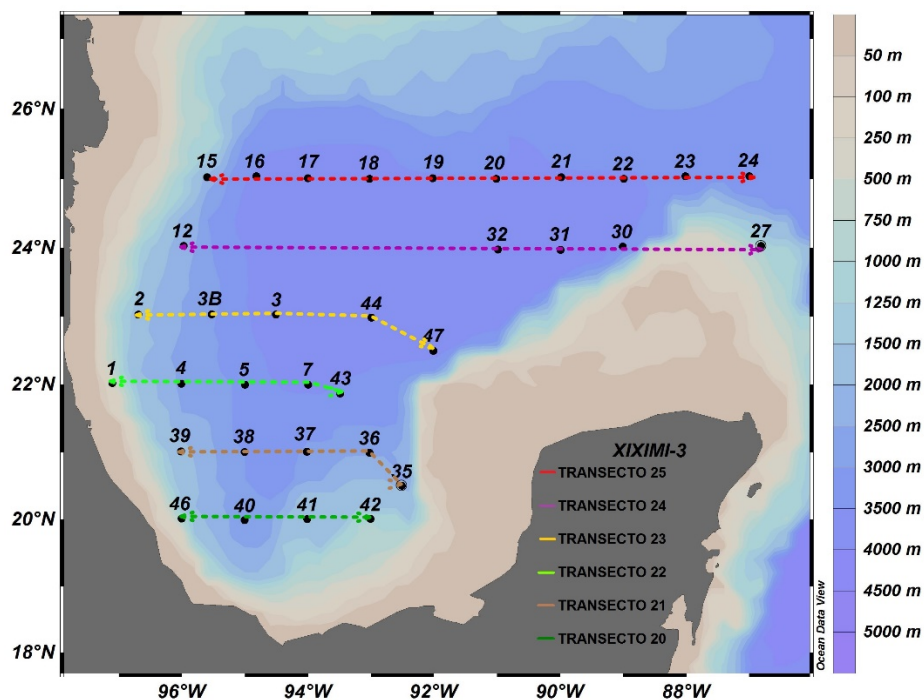 26°N
24°N
22°N
20°N
18°N
15 16 17 18 19 20 21 22 23 24
12 32 31 30 27
2 3B 3 44 47
1 4 5 7 43
39 38 37 36 35
46 40 41 42
XIXIMI-3
TRANSECTO 25
TRANSECTO 24
TRANSECTO 23
TRANSECTO 22
TRANSECTO 21
TRANSECTO 20
96°W 94°W 92°W 90°W 88°W
Ocean Data View
50 m
100 m
250 m
500 m
750 m
1000 m
1250 m
2000 m
2500 m
3000 m
3500 m
4000 m
4500 m
5000 m